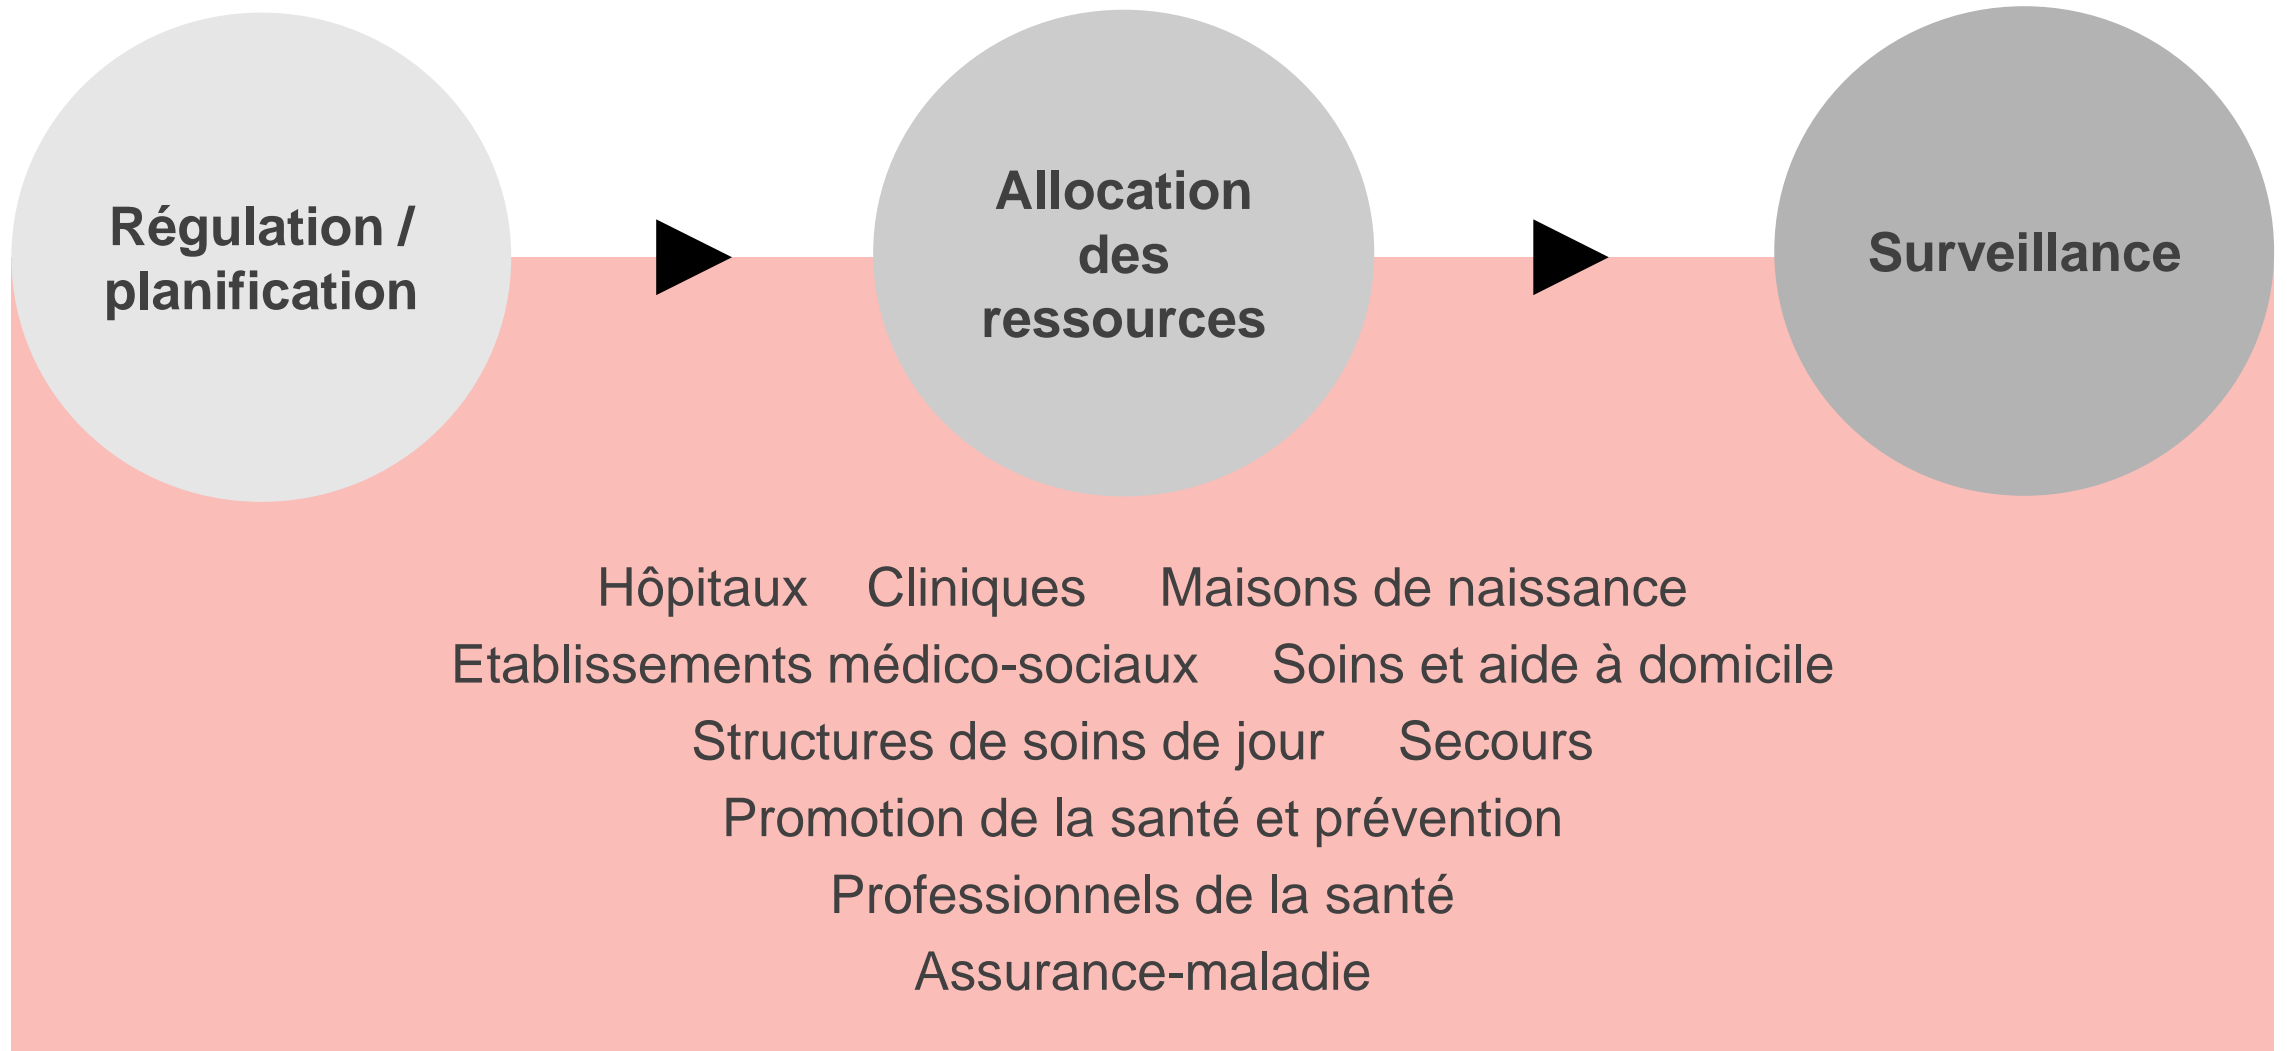 Régulation /
planification
Allocation
des
ressources
Surveillance
Hôpitaux Cliniques Maisons de naissance
Etablissements médico-sociaux Soins et aide à domicile
Structures de soins de jour Secours
Promotion de la santé et prévention
Professionnels de la santé
Assurance-maladie